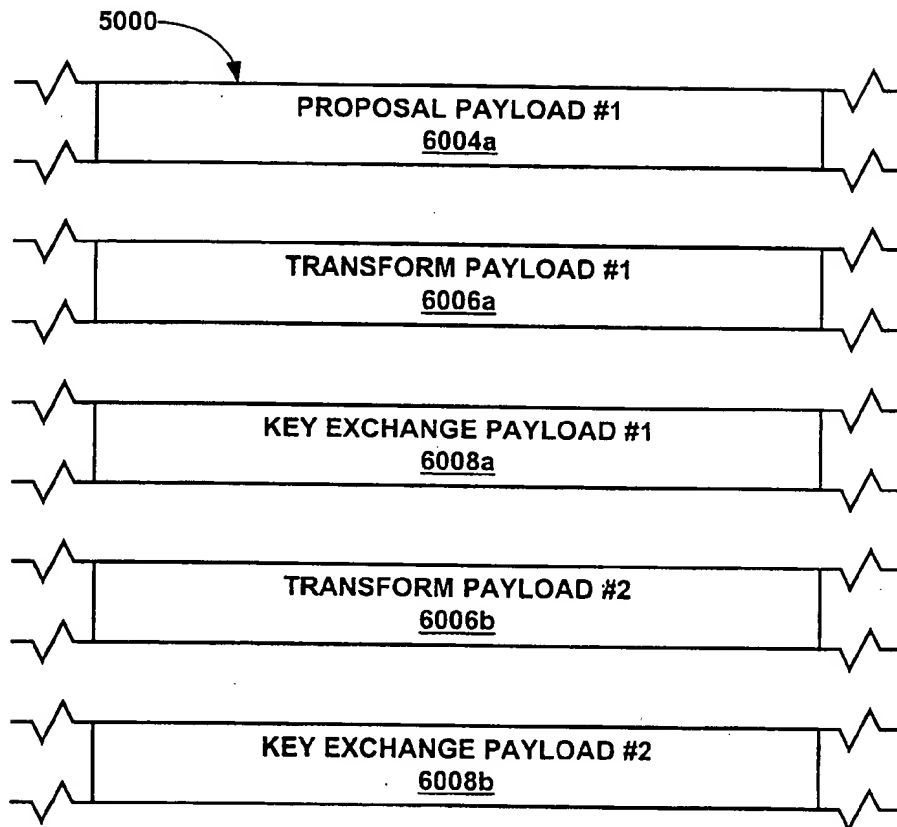 5000
PROPOSAL PAYLOAD #1
6004a
TRANSFORM PAYLOAD #1
6006a
KEY EXCHANGE PAYLOAD #1
6008a
TRANSFORM PAYLOAD #2
6006b
KEY EXCHANGE PAYLOAD #2
6008b